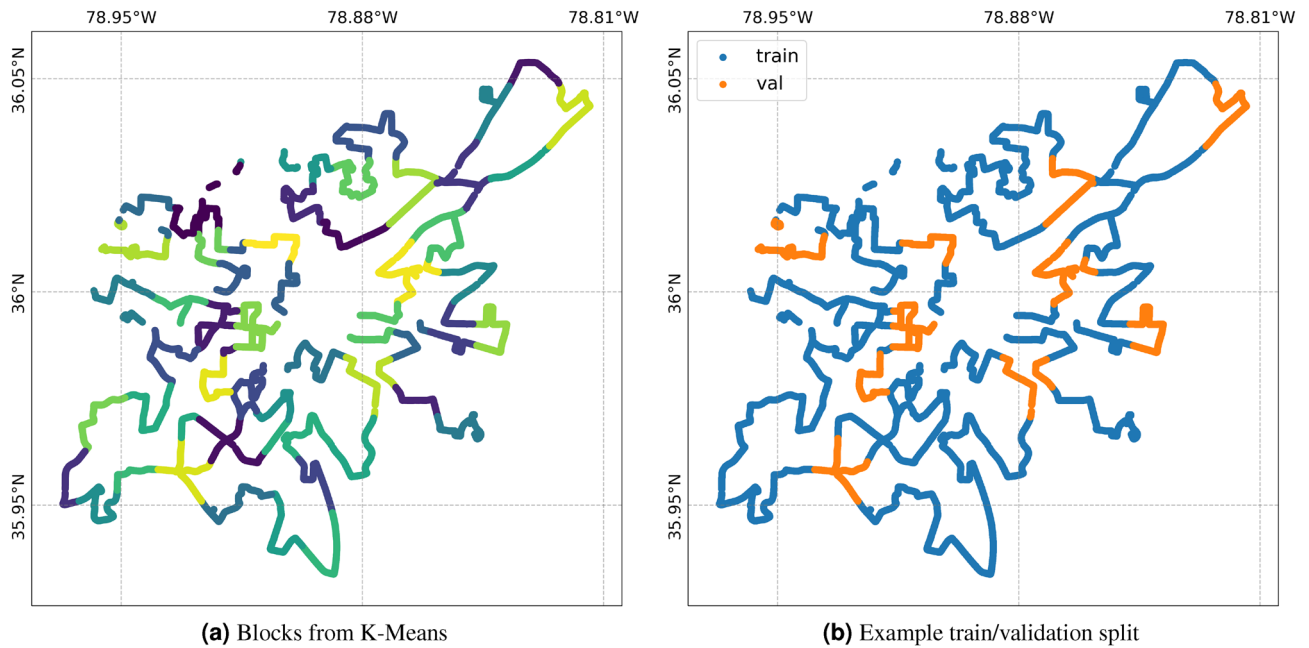 78.95°W 78.88°W 78.81°W 78.95°W 78.88°W 78.81°W
36.05°N
36°N
35.95°N
36.05°N
36°N
35.95°N
train
val
(a) Blocks from K-Means
(b) Example train/validation split